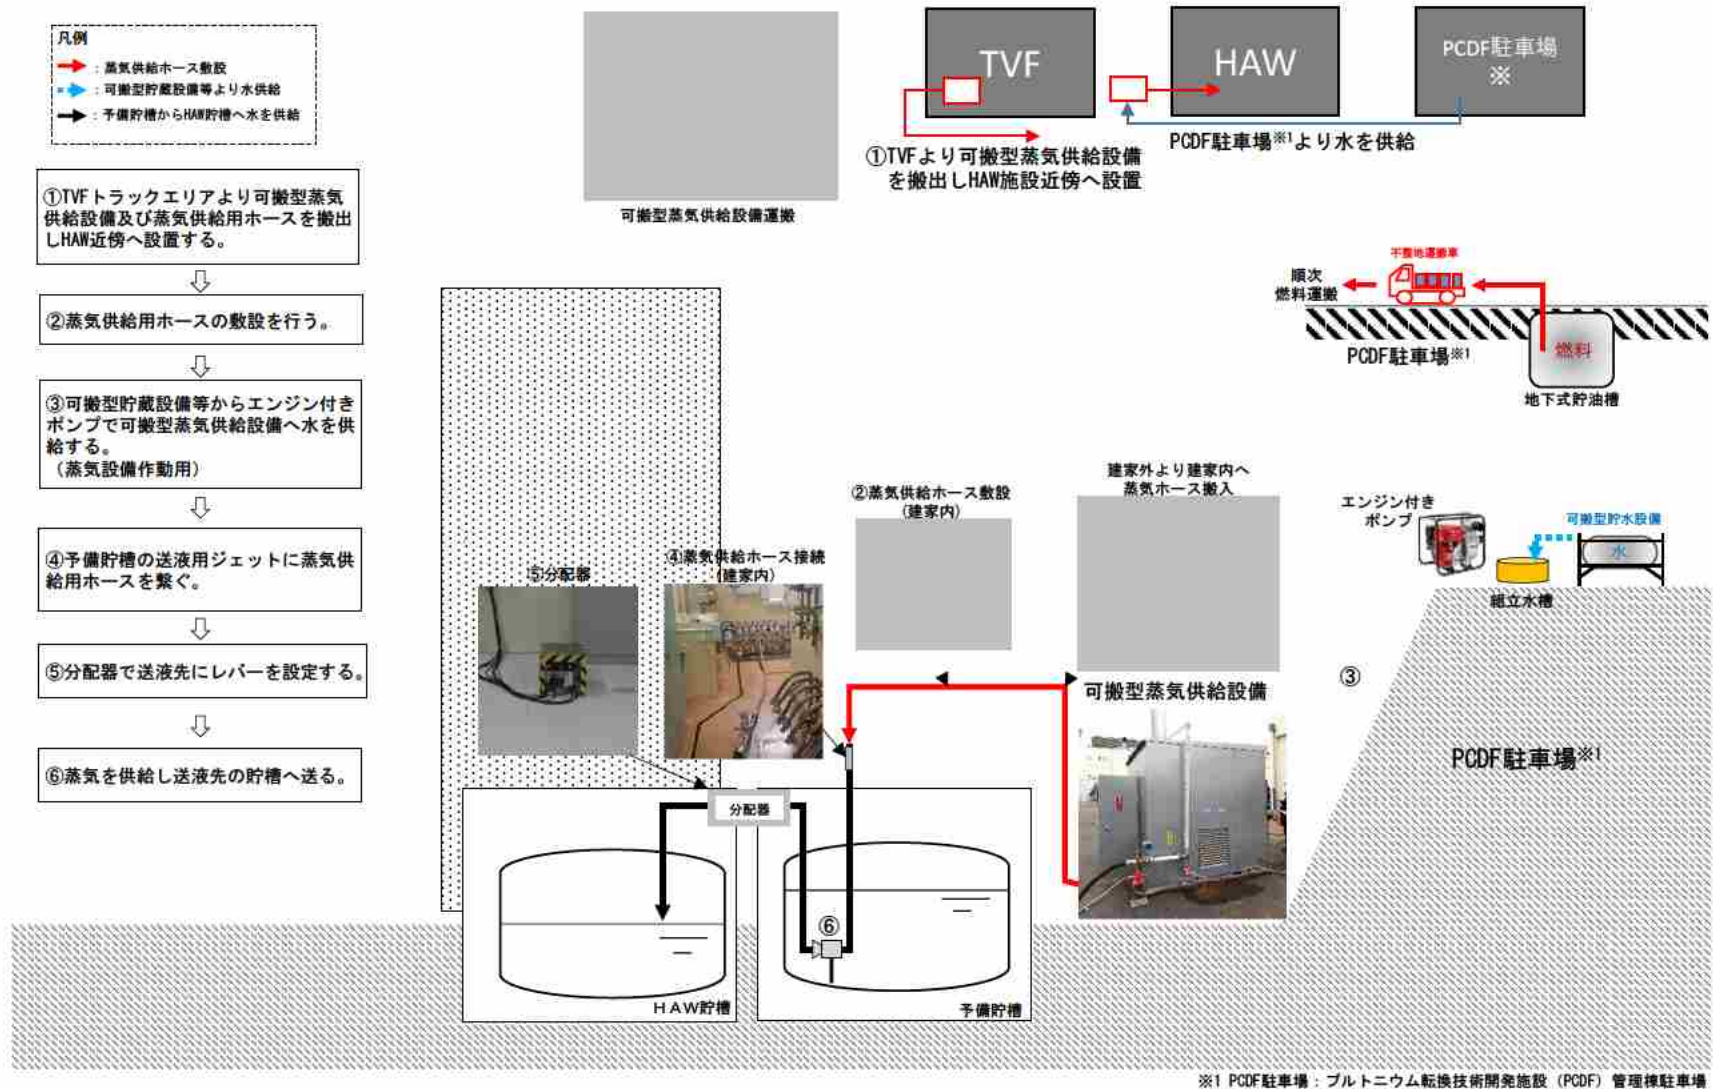 凡例
：蒸気供給ホース敷設
：可搬型貯蔵設備等より水供給
：予備貯槽からHAW貯槽へ水を供給
①TVFトラックエリアより可搬型蒸気
供給設備及び蒸気供給用ホースを搬出
しHAW近傍へ設置する。
②蒸気供給用ホースの敷設を行う。
③可搬型貯蔵設備等からエンジン付き
ポンプで可搬型蒸気供給設備へ水を供
給する。
（蒸気設備作動用）
④予備貯槽の送液用ジェットに蒸気供
給用ホースを繋ぐ。
⑤分配器で送液先にレバーを設定する。
⑥蒸気を供給し送液先の貯槽へ送る。
可搬型蒸気供給設備運搬
TVF
HAW
PCDF駐車場
※
①TVFより可搬型蒸気供給設備
を搬出しHAW施設近傍へ設置
PCDF駐車場※1より水を供給
不整地運搬車
順次
燃料運搬
PCDF駐車場※1
燃料
地下式貯油槽
建家外より建家内へ
蒸気ホース搬入
②蒸気供給ホース敷設
(建家内)
④蒸気供給ホース接続
(建家内)
⑤分配器
エンジン付き
ポンプ
可搬型貯水設備
水
組立水槽
③
可搬型蒸気供給設備
PCDF駐車場※1
分配器
⑥
HAW貯槽
予備貯槽
※1 PCDF駐車場：プルトニウム転換技術開発施設（PCDF）管理棟駐車場